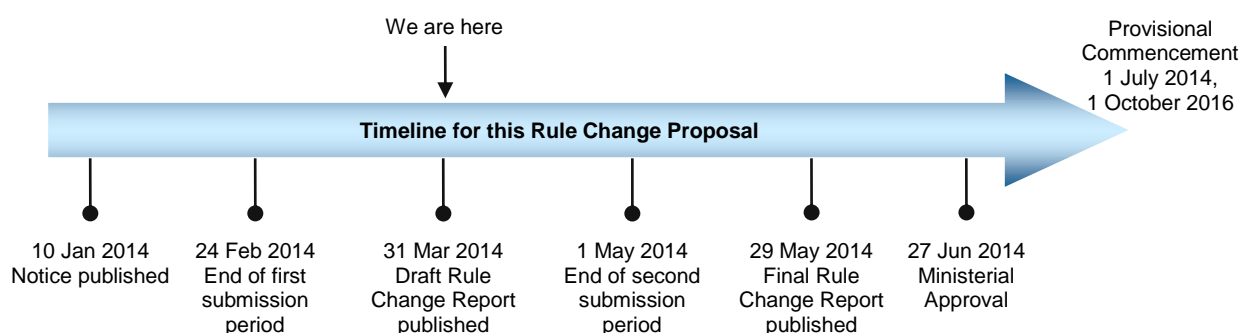 We are here
Provisional
Commencement
1 July 2014,
1 October 2016
Timeline for this Rule Change Proposal
10 Jan 2014
Notice published
24 Feb 2014
End of first
submission
period
31 Mar 2014
Draft Rule
Change Report
published
1 May 2014
End of second
submission
period
29 May 2014
Final Rule
Change Report
published
27 Jun 2014
Ministerial
Approval